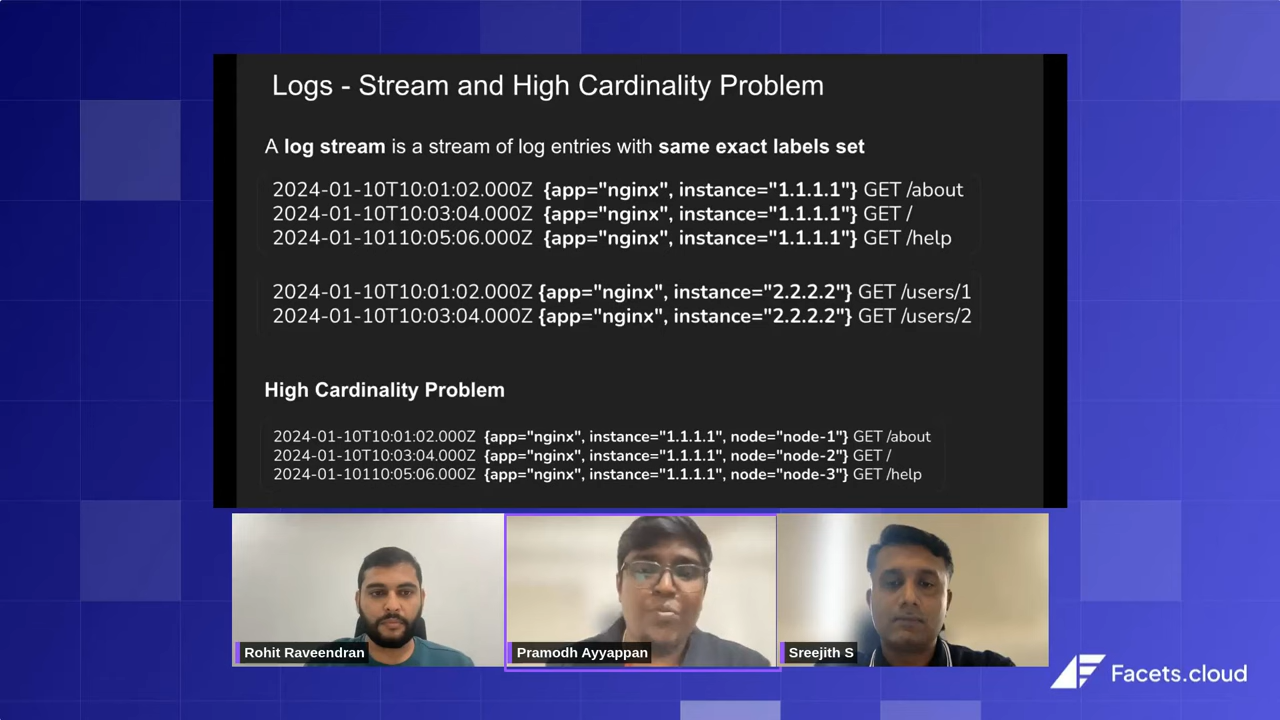 Logs - Stream and High Cardinality Problem
A log stream is a stream of log entries with same exact labels set
2024-01-10T10:01:02.000Z {app="nginx", instance="1.1.1.1"} GET /about
2024-01-10T10:03:04.000Z {app="nginx", instance="1.1.1.1"} GET /
2024-01-10110:05:06.000Z {app="nginx", instance="1.1.1.1"} GET /help
2024-01-10T10:01:02.000Z {app="nginx", instance="2.2.2.2"} GET /users/1
2024-01-10T10:03:04.000Z {app="nginx", instance="2.2.2.2"} GET /users/2
High Cardinality Problem
2024-01-10T10:01:02.000Z {app="nginx", instance="1.1.1.1", node="node-1"} GET /about
2024-01-10T10:03:04.000Z {app="nginx", instance="1.1.1.1", node="node-2"} GET /
2024-01-10110:05:06.000Z {app="nginx", instance="1.1.1.1", node="node-3"} GET /help
Rohit Raveendran
Pramodh Ayyappan
Sreejith S
Facets.cloud